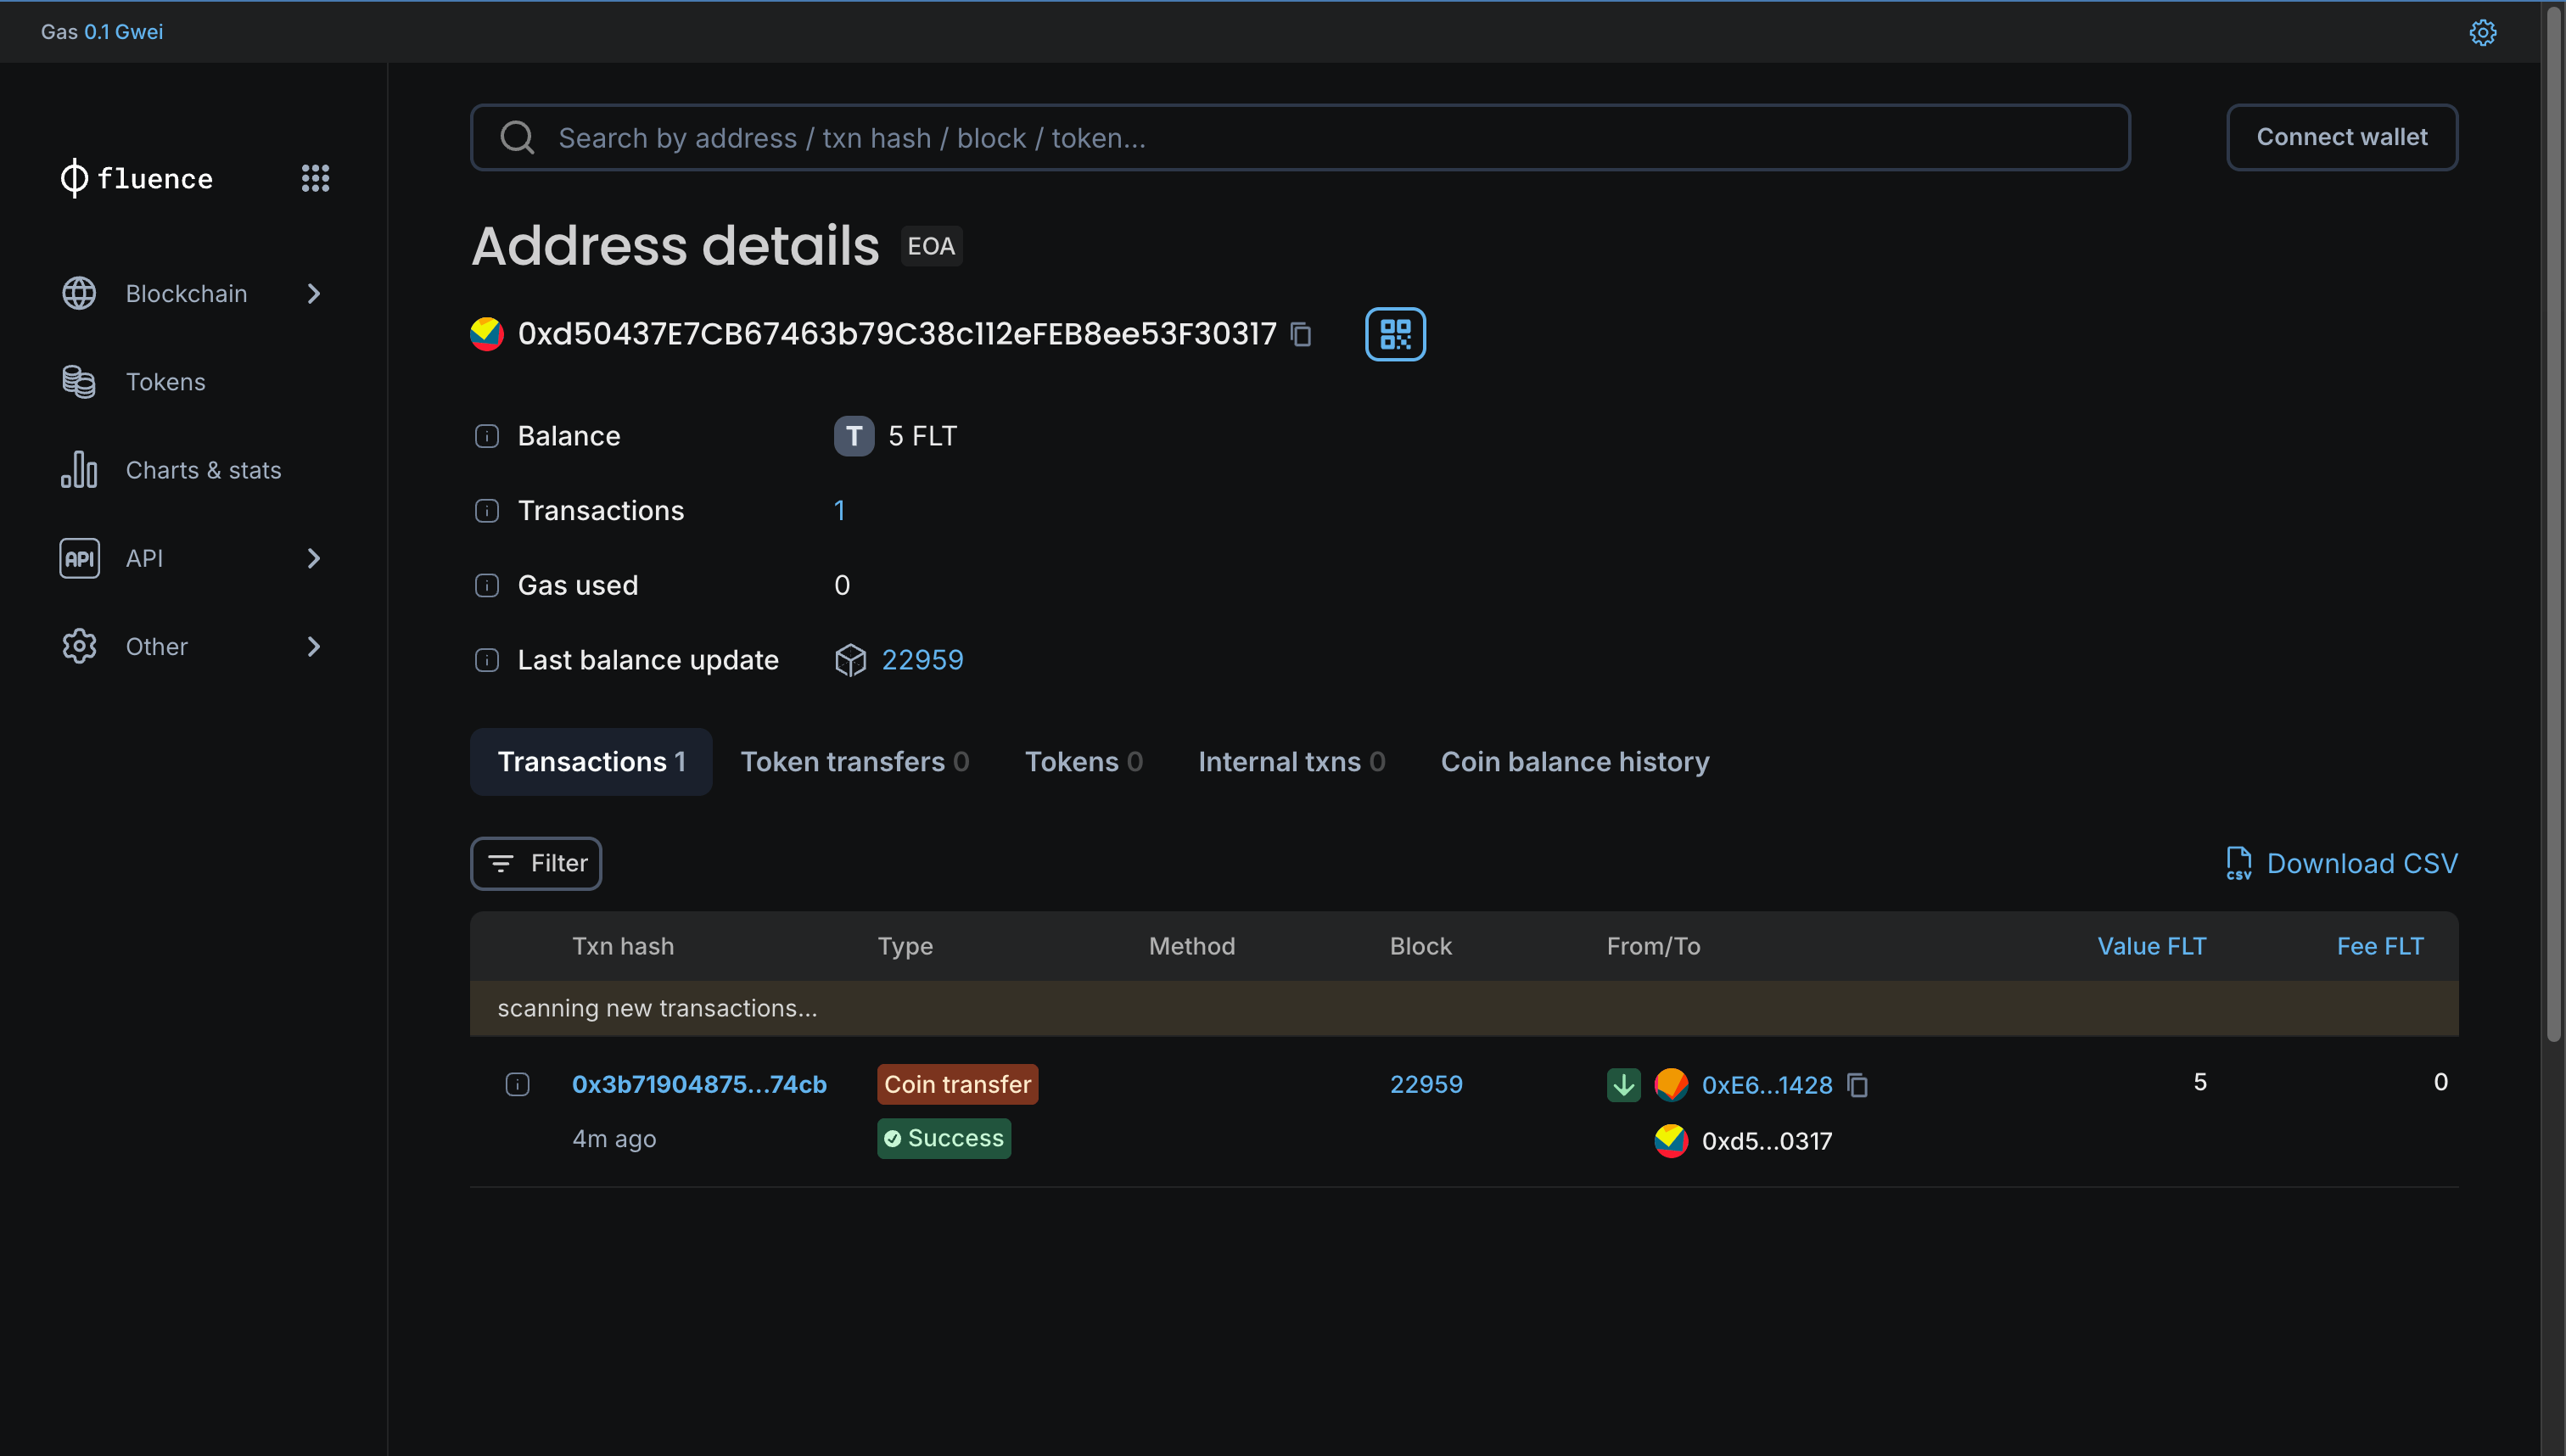 Gas 0.1 Gwei
fluence
Blockchain
Tokens
Charts & stats
API API
Other
Search by address / txn hash / block / token...
Connect wallet
Address details EOA
0xd50437E7CB67463b79C38c112eFEB8ee53F30317
Balance T 5 FLT
Transactions 1
Gas used 0
Last balance update 22959
Transactions 1 Token transfers 0 Tokens 0 Internal txns 0 Coin balance history
Filter
CSV Download CSV
Txn hash Type Method Block From/To Value FLT Fee FLT
scanning new transactions...
0x3b71904875...74cb Coin transfer 22959 0xE6...1428 5 0
4m ago Success 0xd5...0317